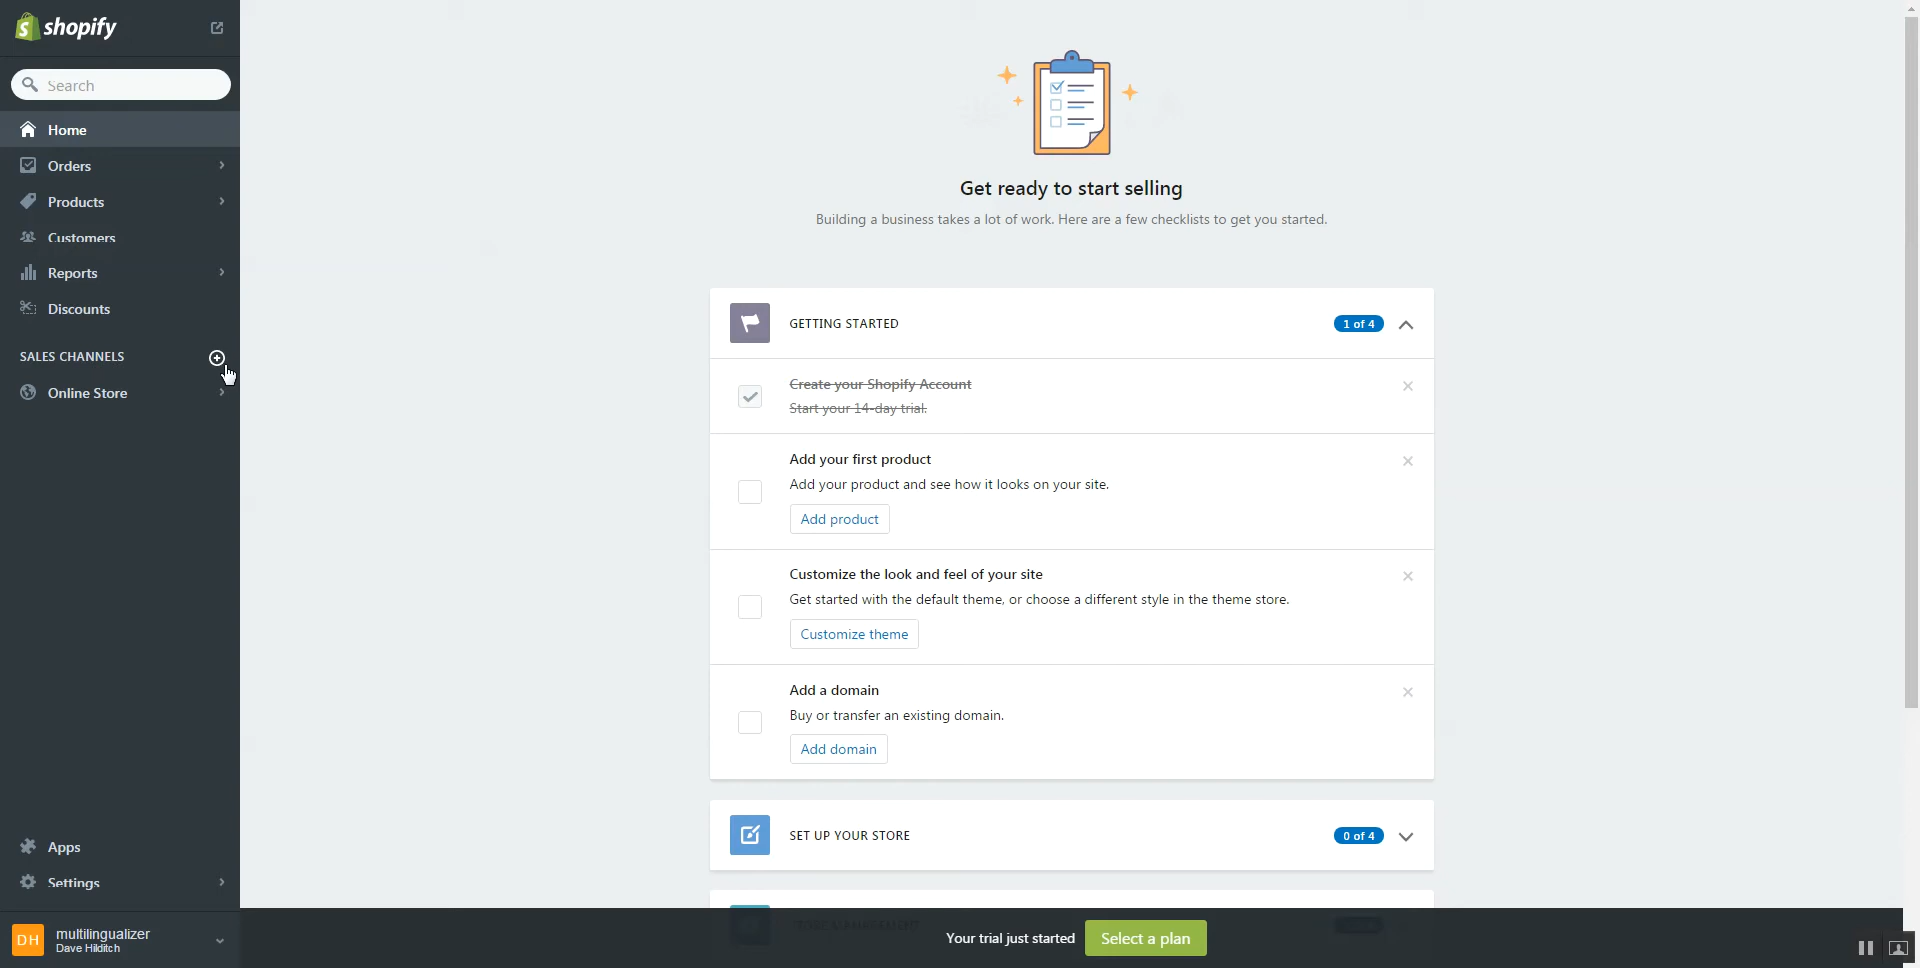 shopify
Search
Home
Orders
Products
Customers
Reports
Discounts
SALES CHANNELS
Online Store
Apps
Settings
DH
multilingualizer
Dave Hilditch
Get ready to start selling
Building a business takes a lot of work. Here are a few checklists to get you started.
GETTING STARTED
1 of 4
Create your Shopify Account
Start your 14-day trial.
Add your first product
Add your product and see how it looks on your site.
Add product
Customize the look and feel of your site
Get started with the default theme, or choose a different style in the theme store.
Customize theme
Add a domain
Buy or transfer an existing domain.
Add domain
SET UP YOUR STORE
0 of 4
Your trial just started
Select a plan